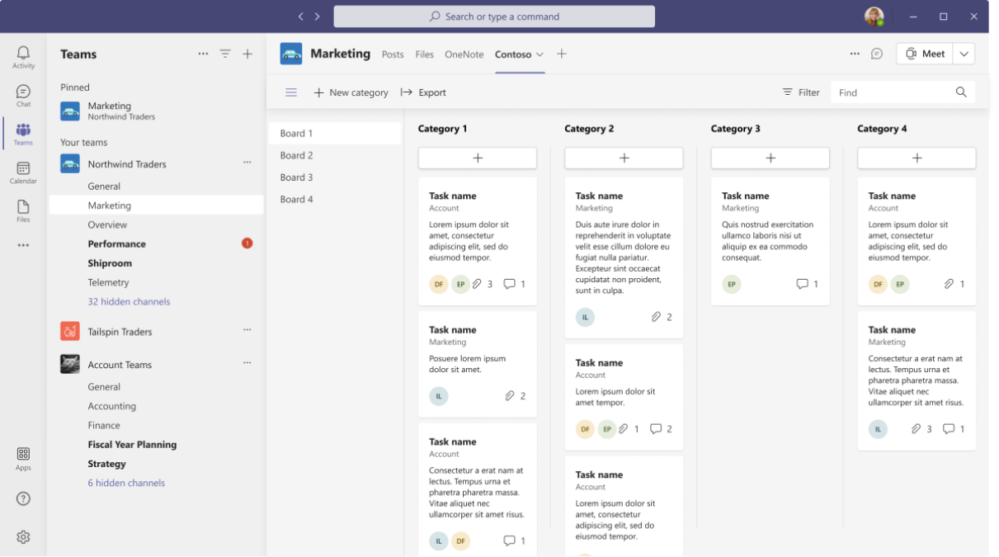 Search or type a command
Activity
Chat
Teams
Calendar
Files
Apps
Teams
Pinned
Marketing
Northwind Traders
Your teams
Northwind Traders
General
Marketing
Overview
Performance
1
Shiproom
Telemetry
32 hidden channels
Tailspin Traders
Account Teams
General
Accounting
Finance
Fiscal Year Planning
Strategy
6 hidden channels
Marketing Posts Files OneNote Contoso
Meet
New category Export
Filter
Find
Board 1
Board 2
Board 3
Board 4
Category 1
Task name
Account
Lorem ipsum dolor sit
amet, consectetur
adipiscing elit, sed do
eiusmod tempor.
DF EP 3 1
Task name
Marketing
Posuere lorem ipsum
dolor sit amet.
IL 2
Task name
Account
Consectetur a erat nam at
lectus. Tempus urna et
pharetra pharetra massa.
Vitae aliquet nec
ullamcorper sit amet risus.
IL DF 1
Category 2
Task name
Marketing
Duis aute irure dolor in
reprehenderit in voluptate
velit esse cillum dolore eu
fugiat nulla pariatur.
Excepteur sint occaecat
cupidatat non proident,
sunt in culpa.
IL 2
Task name
Account
Lorem ipsum dolor sit
amet tempor.
DF EP 1 2
Task name
Account
Lorem ipsum dolor sit
amet, consectetur
adipiscing elit, sed do
eiusmod tempor.
Category 3
Task name
Marketing
Quis nostrud exercitation
ullamco laboris nisi ut
aliquip ex ea commodo
consequat.
EP 1
Category 4
Task name
Account
Lorem ipsum dolor sit
amet, consectetur
adipiscing elit, sed do
eiusmod tempor.
DF EP 1
Task name
Marketing
Consectetur a erat nam at
lectus. Tempus urna et
pharetra pharetra massa.
Vitae aliquet nec
ullamcorper sit amet risus.
IL 3 1